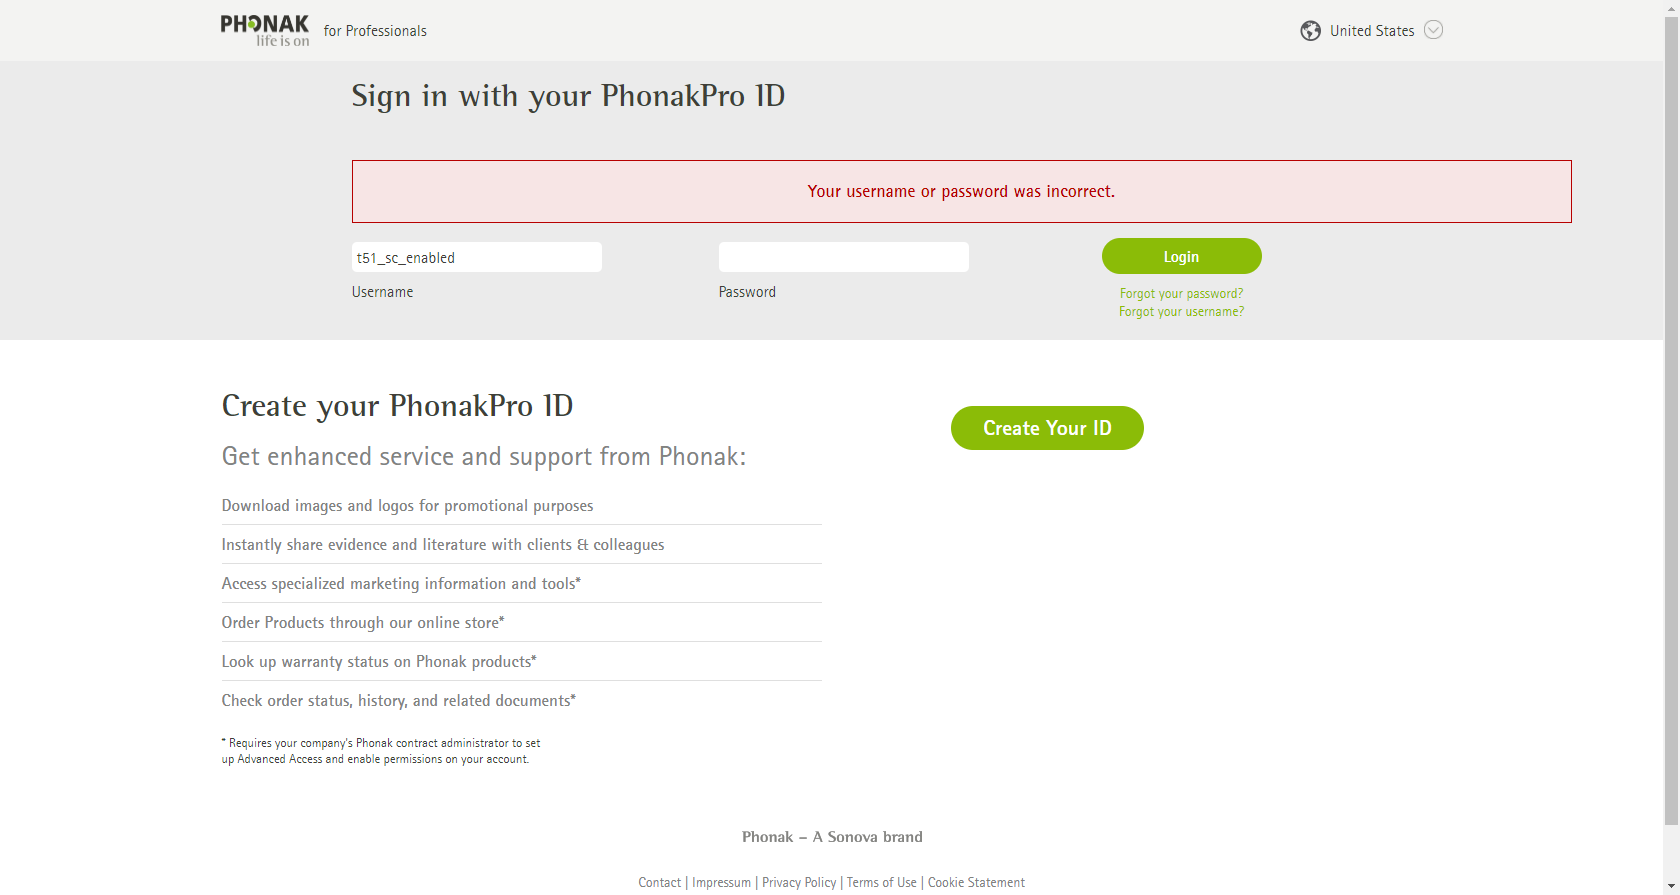 PHONAK
life is on
for Professionals
United States
Sign in with your PhonakPro ID
Your username or password was incorrect.
t51_sc_enabled
Login
Username
Password
Forgot your password?
Forgot your username?
Create your PhonakPro ID
Create Your ID
Get enhanced service and support from Phonak:
Download images and logos for promotional purposes
Instantly share evidence and literature with clients & colleagues
Access specialized marketing information and tools*
Order Products through our online store*
Look up warranty status on Phonak products*
Check order status, history, and related documents*
* Requires your company's Phonak contract administrator to set
up Advanced Access and enable permissions on your account.
Phonak – A Sonova brand
Contact | Impressum | Privacy Policy | Terms of Use | Cookie Statement